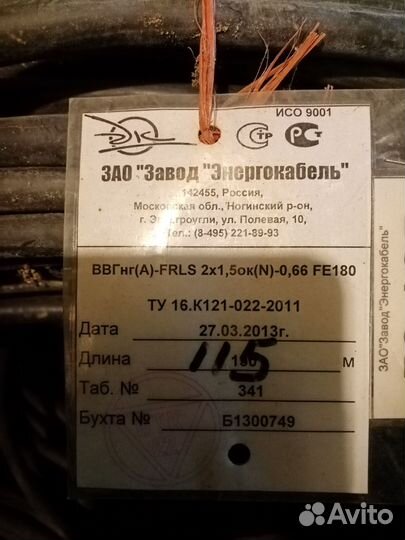 ИСО 9001
ЗАО "Завод "Энергокабель"
142455, Россия,
Московская обл., Ногинский р-он,
г. Электроугли, ул. Полевая, 10,
Тел.: (8-495) 221-89-93
ВВГнг(А)-FRLS 2х1,5ок(N)-0,66 FE180
ТУ 16.К121-022-2011
Дата 27.03.2013г.
Длина 115 м
Таб. № 341
Бухта № Б1300749
ЗАО"Завод "Энергокабель"
Avito